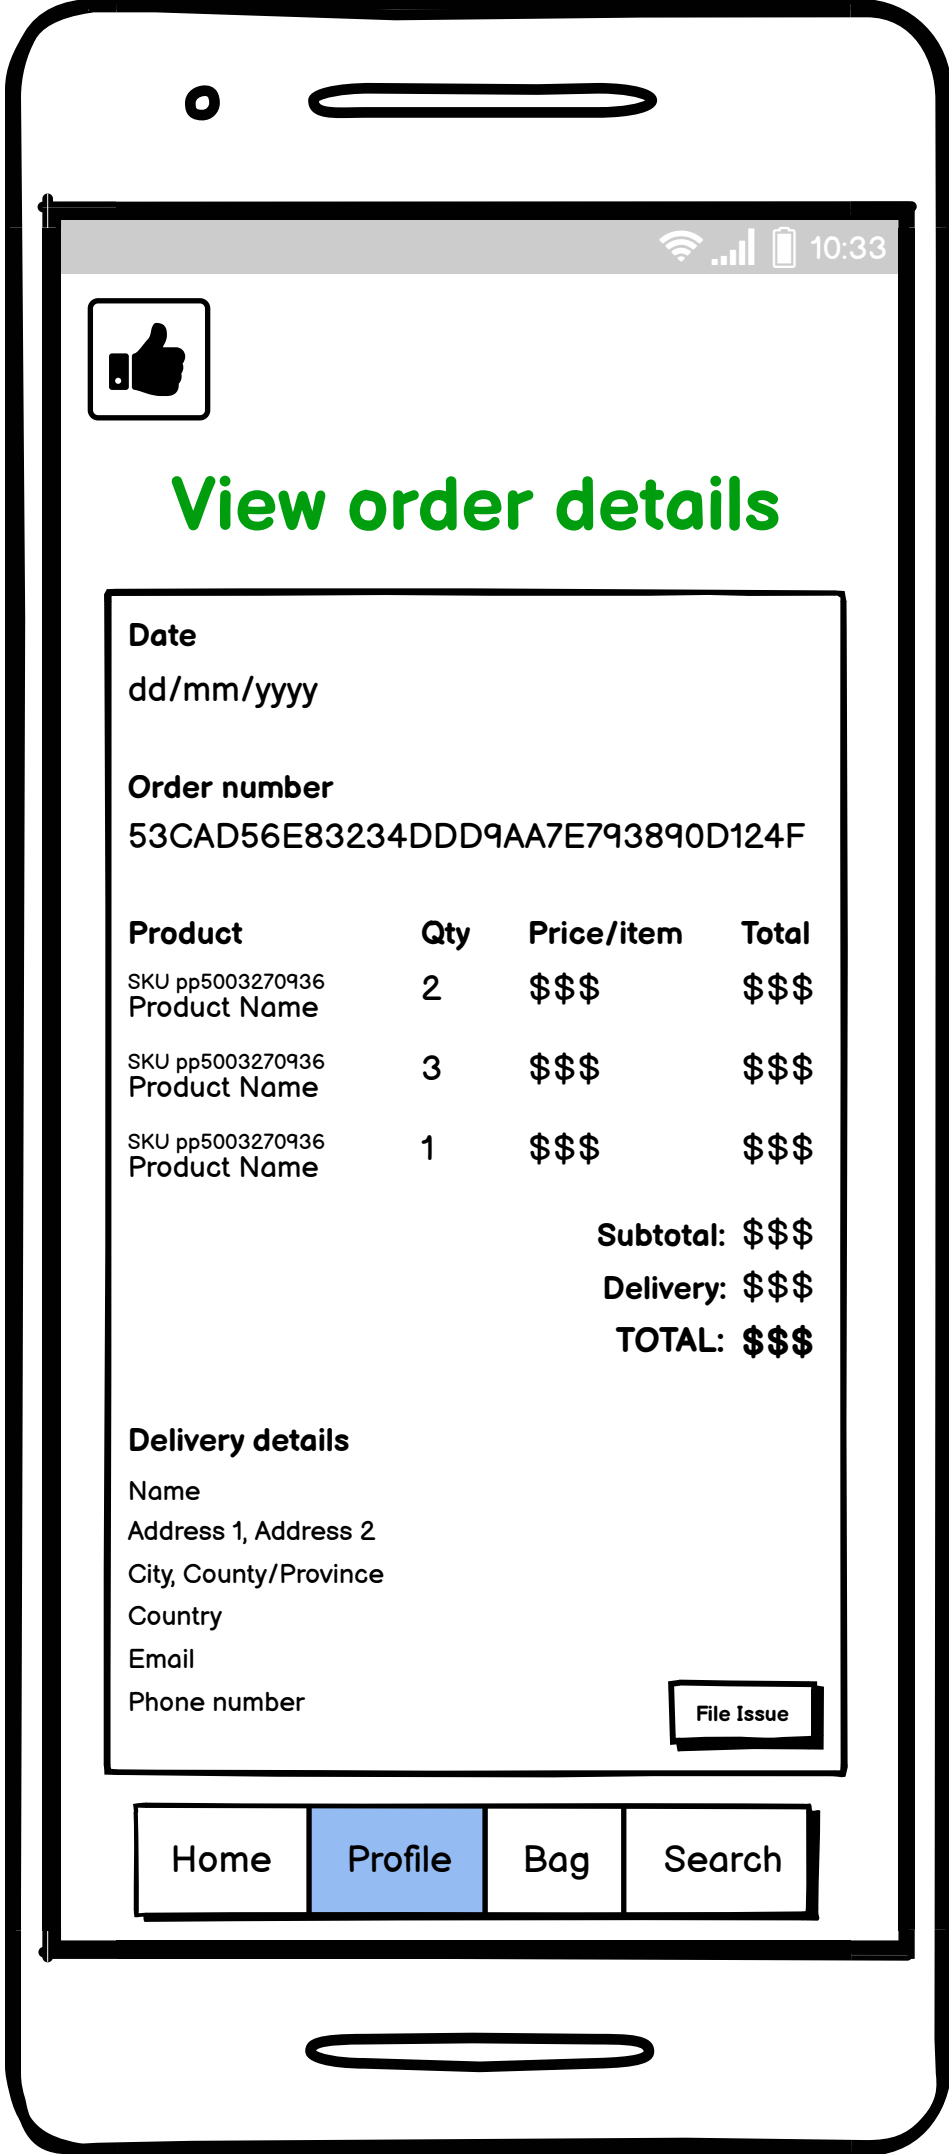 10:33
View order details
Date
dd/mm/yyyy
Order number
53CAD56E83234DDD9AA7E793890D124F
Product Qty Price/item Total
SKU pp5003270936
Product Name 2 $$$ $$$
SKU pp5003270936
Product Name 3 $$$ $$$
SKU pp5003270936
Product Name 1 $$$ $$$
Subtotal: $$$
Delivery: $$$
TOTAL: $$$
Delivery details
Name
Address 1, Address 2
City, County/Province
Country
Email
Phone number
File Issue
Home Profile Bag Search